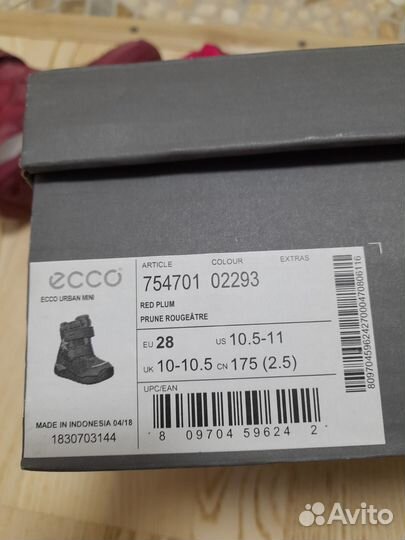 ARTICLE COLOUR EXTRAS
ecco 754701 02293
ECCO URBAN MINI
RED PLUM
PRUNE ROUGEÂTRE
EU 28 US 10.5-11
UK 10-10.5 CN 175 (2.5)
UPC/EAN
MADE IN INDONESIA 04/18
1830703144
8 09704 59624 2
Avito